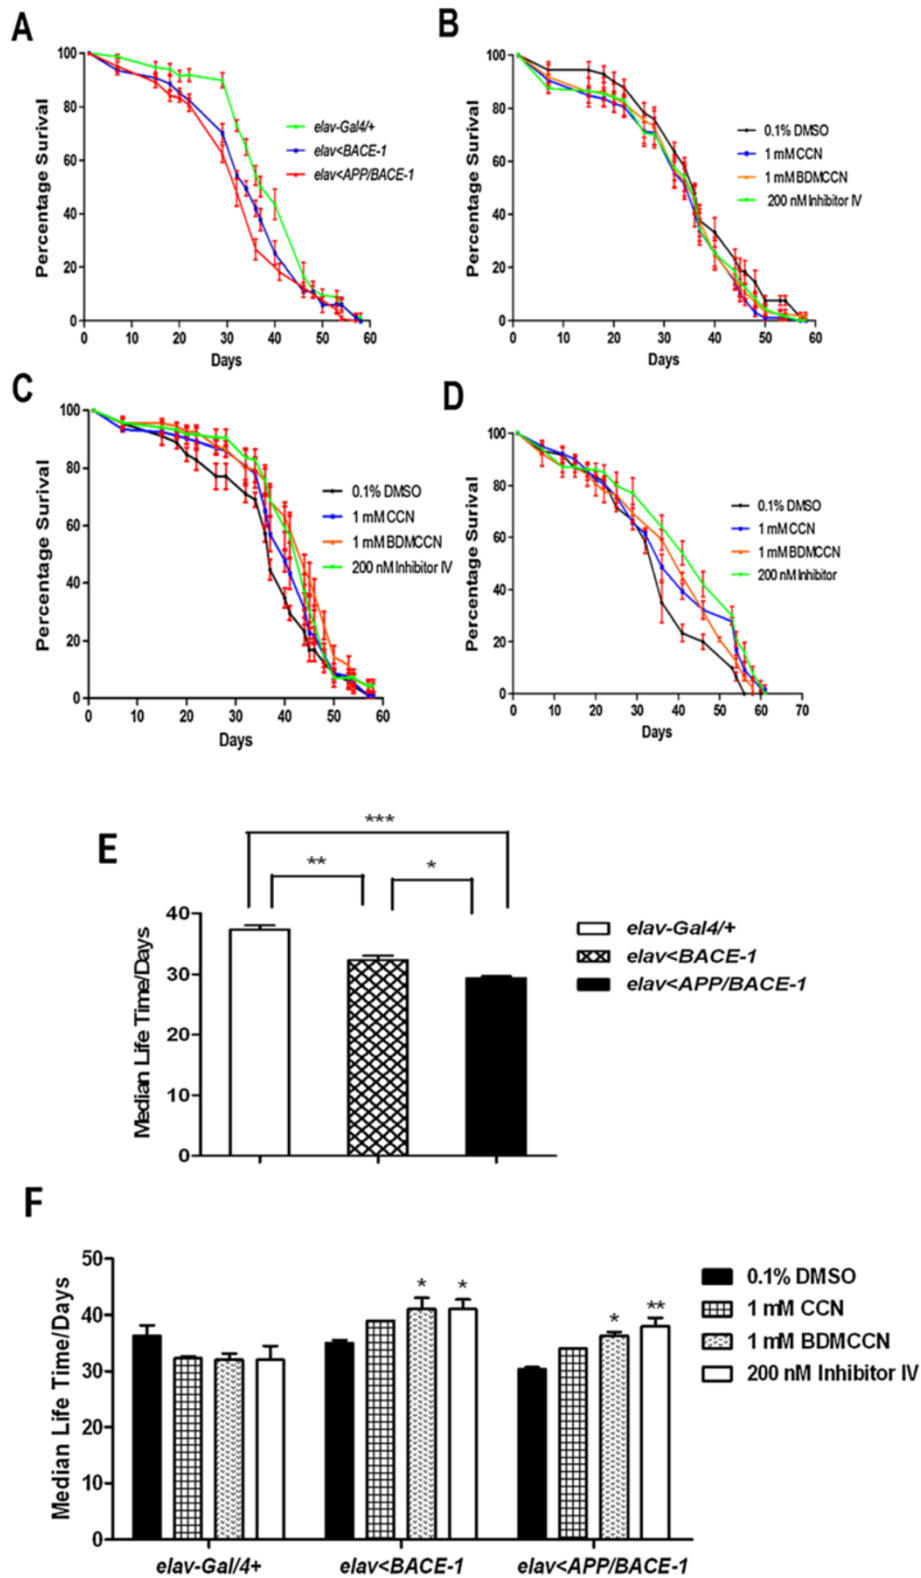 A
Percentage Survival
100
80
60
40
20
0
0 10 20 30 40 50 60
Days
elav-Gal4/+
elav<BACE-1
elav<APP/BACE-1
B
Percentage Survival
100
80
60
40
20
0
0 10 20 30 40 50 60
Days
0.1% DMSO
1 mM CCN
1 mM BDMCCN
200 nM Inhibitor IV
C
Percentage Survival
100
80
60
40
20
0
0 10 20 30 40 50 60
Days
0.1% DMSO
1 mM CCN
1 mM BDMCCN
200 nM Inhibitor IV
D
Percentage Survival
100
80
60
40
20
0
0 10 20 30 40 50 60 70
Days
0.1% DMSO
1 mM CCN
1 mM BDMCCN
200 nM Inhibitor
E
***
** *
Median Life Time/Days
40
30
20
10
0
elav-Gal4/+
elav<BACE-1
elav<APP/BACE-1
F
Median Life Time/Days
50
40
30
20
10
0
* * * **
elav-Gal/4+ elav<BACE-1 elav<APP/BACE-1
0.1% DMSO
1 mM CCN
1 mM BDMCCN
200 nM Inhibitor IV